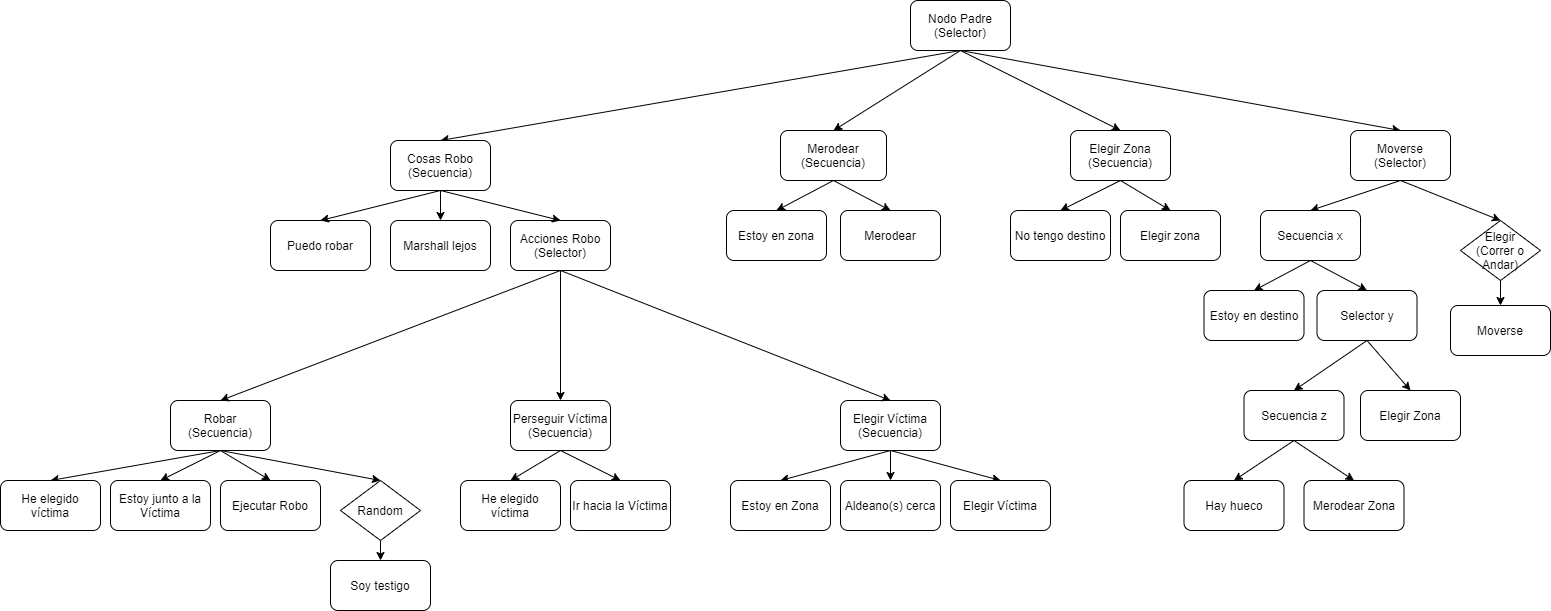 Nodo Padre
(Selector)
Cosas Robo
(Secuencia)
Merodear
(Secuencia)
Elegir Zona
(Secuencia)
Moverse
(Selector)
Puedo robar
Marshall lejos
Acciones Robo
(Selector)
Estoy en zona
Merodear
No tengo destino
Elegir zona
Secuencia x
Elegir
(Correr o
Andar)
Estoy en destino
Selector y
Moverse
Robar
(Secuencia)
Perseguir Víctima
(Secuencia)
Elegir Víctima
(Secuencia)
Secuencia z
Elegir Zona
He elegido
víctima
Estoy junto a la
Víctima
Ejecutar Robo
Random
He elegido
víctima
Ir hacia la Víctima
Estoy en Zona
Aldeano(s) cerca
Elegir Víctima
Hay hueco
Merodear Zona
Soy testigo